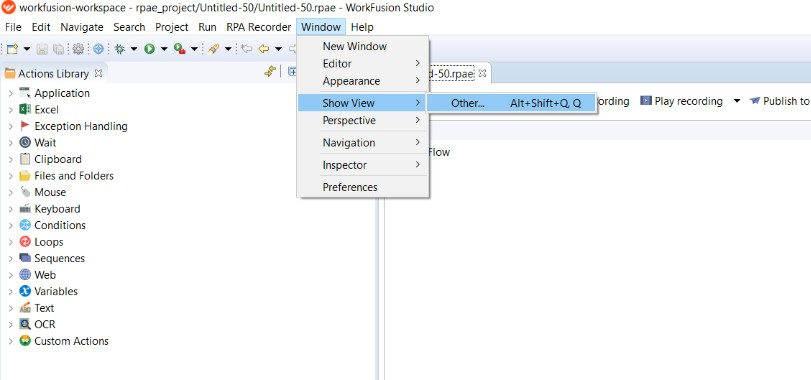 workfusion-workspace - rpae_project/Untitled-50/Untitled-50.rpae - WorkFusion Studio
File Edit Navigate Search Project Run RPA Recorder Window Help
New Window
Editor
Appearance
Show View
Perspective
Navigation
Inspector
Preferences
Other... Alt+Shift+Q, Q
Actions Library
Application
Excel
Exception Handling
Wait
Clipboard
Files and Folders
Mouse
Keyboard
Conditions
Loops
Sequences
Web
Variables
Text
OCR
Custom Actions
d-50.rpae
ording Play recording Publish to
Flow